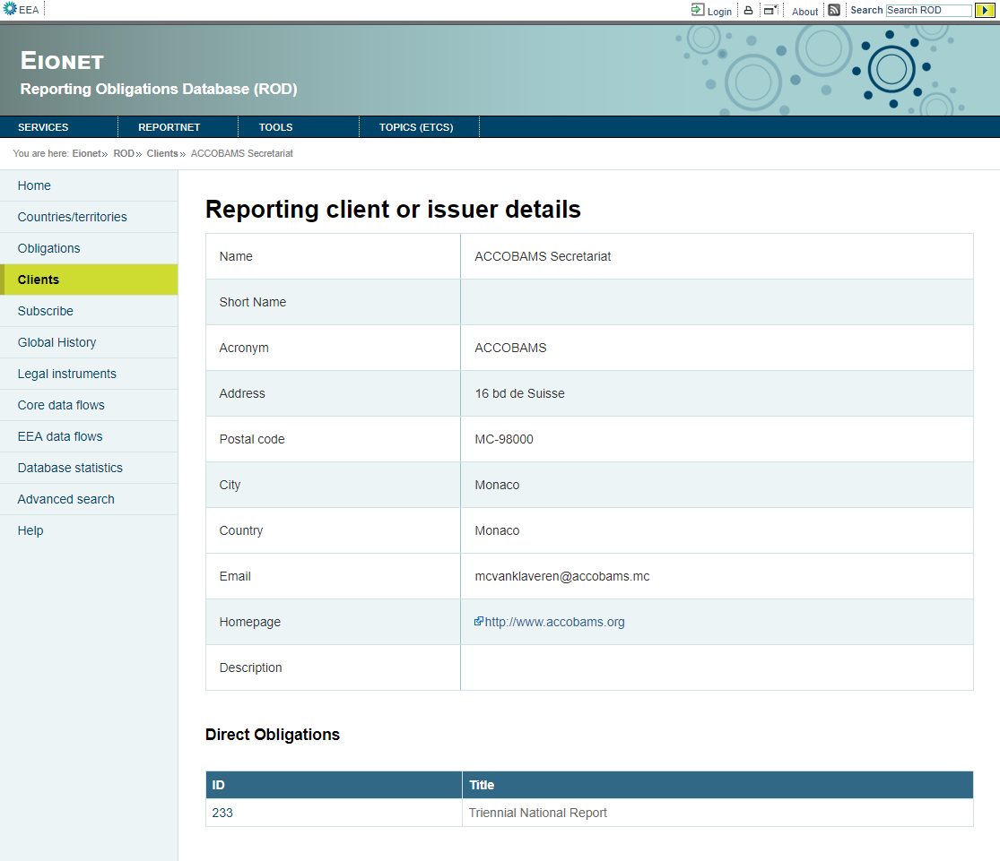 EEA Login About Search Search ROD
EIONET
Reporting Obligations Database (ROD)
SERVICES REPORTNET TOOLS TOPICS (ETCS)
You are here: Eionet» ROD» Clients» ACCOBAMS Secretariat
Home
Countries/territories
Obligations
Clients
Subscribe
Global History
Legal instruments
Core data flows
EEA data flows
Database statistics
Advanced search
Help
Reporting client or issuer details
Name ACCOBAMS Secretariat
Short Name
Acronym ACCOBAMS
Address 16 bd de Suisse
Postal code MC-98000
City Monaco
Country Monaco
Email mcvanklaveren@accobams.mc
Homepage http://www.accobams.org
Description
Direct Obligations
ID Title
233 Triennial National Report